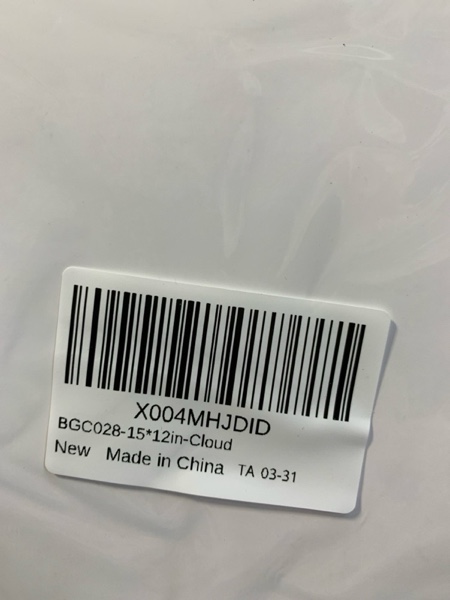 X004MHJDID
BGC028-15*12in-Cloud
New Made in China TA 03-31